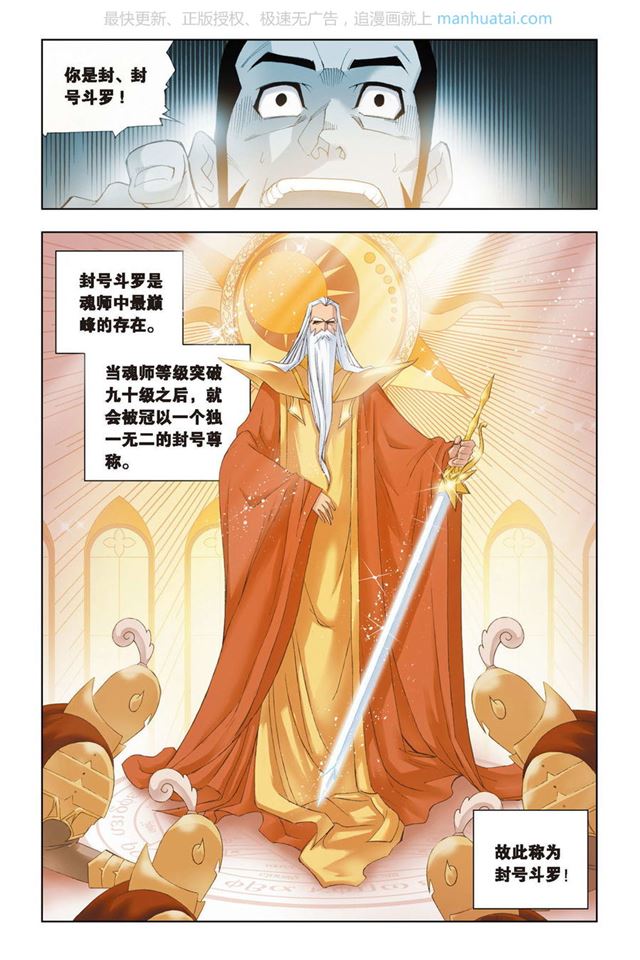 最快更新、正版授权、极速无广告，追漫画就上 manhuatai.com
你是封、封
号斗罗！
封号斗罗是
魂师中最巅
峰的存在。
当魂师等级突破
九十级之后，就
会被冠以一个独
一无二的封号尊
称。
故此称为
封号斗罗！